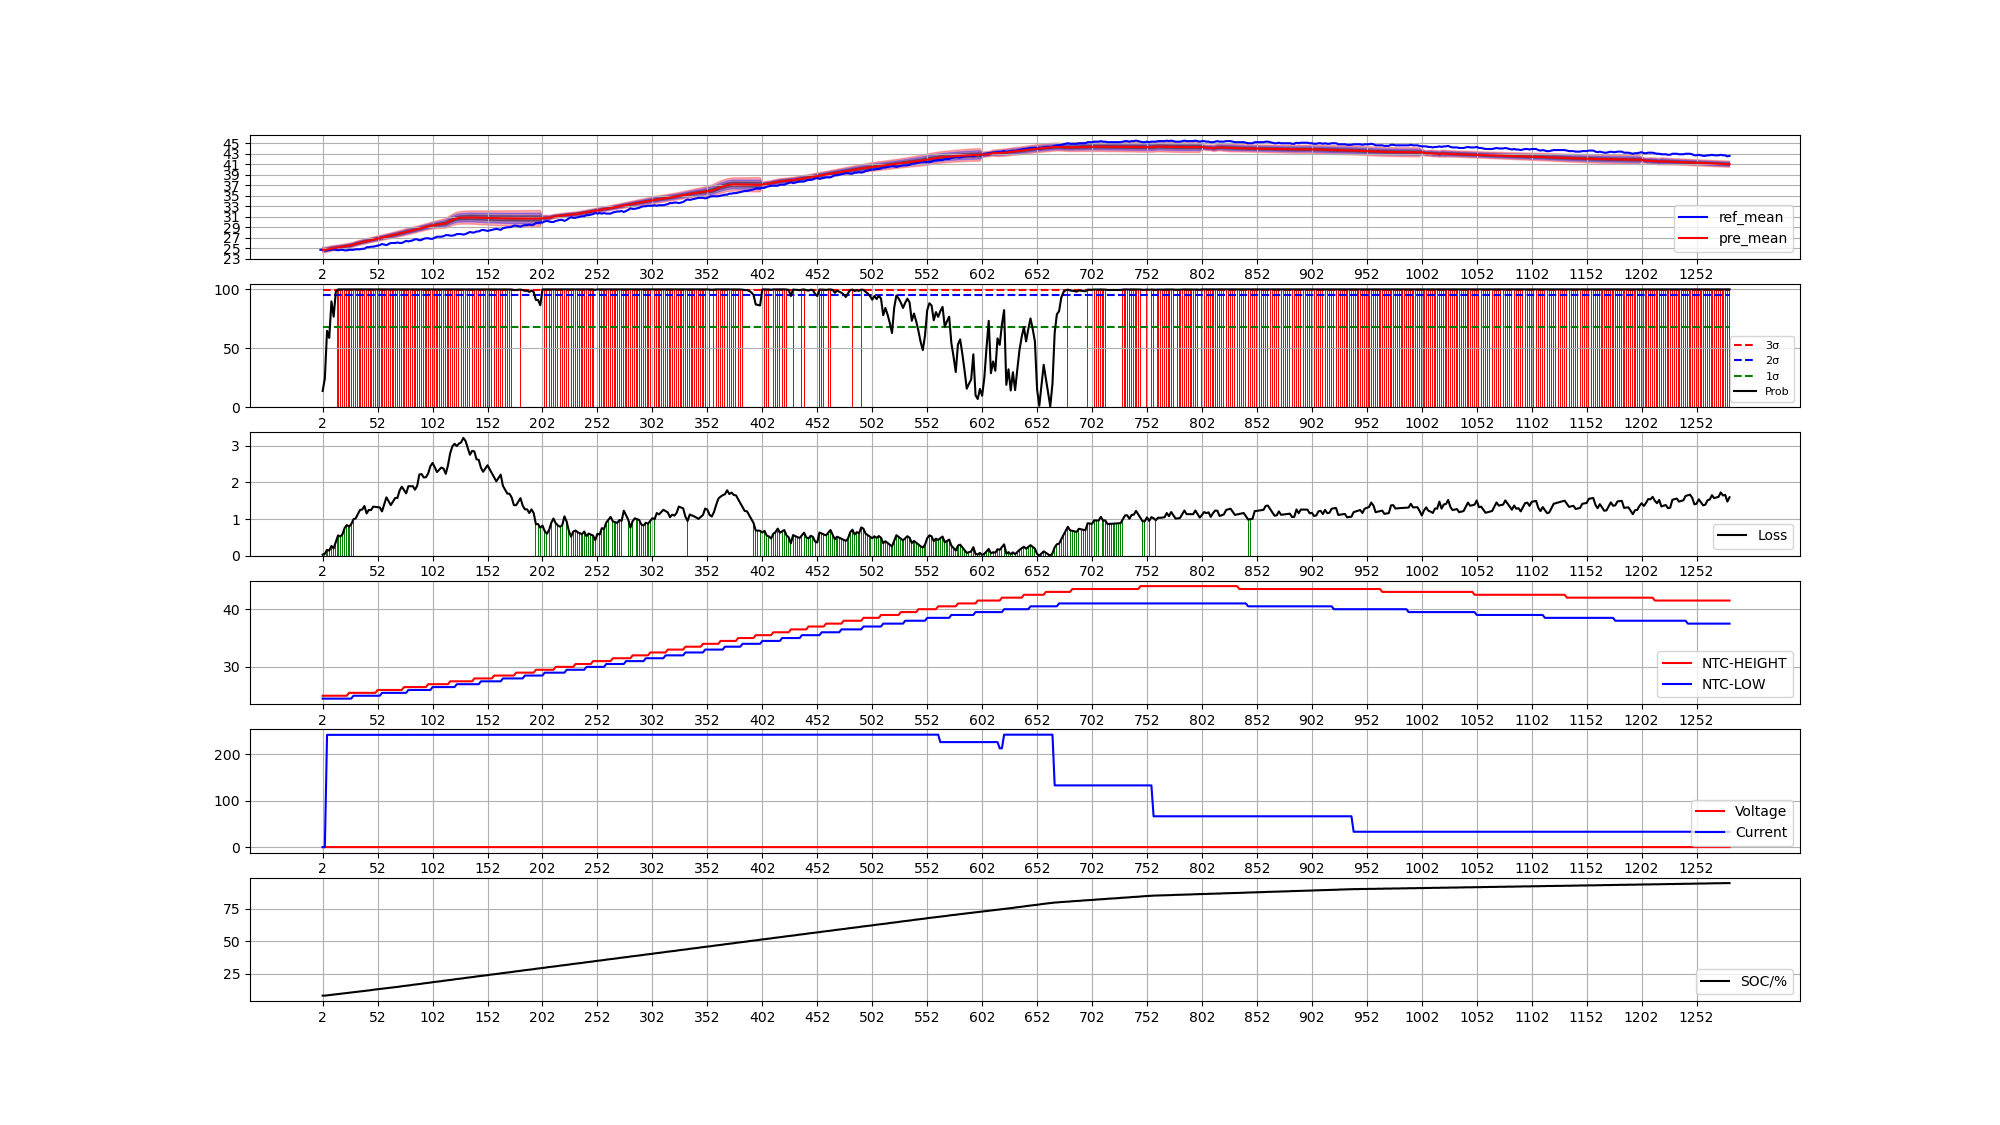 45
43
41
39
37
35
33
31
29
27
25
23
ref_mean
pre_mean
2 52 102 152 202 252 302 352 402 452 502 552 602 652 702 752 802 852 902 952 1002 1052 1102 1152 1202 1252
100
50
0
3σ
2σ
1σ
Prob
2 52 102 152 202 252 302 352 402 452 502 552 602 652 702 752 802 852 902 952 1002 1052 1102 1152 1202 1252
3
2
1
0
Loss
2 52 102 152 202 252 302 352 402 452 502 552 602 652 702 752 802 852 902 952 1002 1052 1102 1152 1202 1252
40
30
NTC-HEIGHT
NTC-LOW
2 52 102 152 202 252 302 352 402 452 502 552 602 652 702 752 802 852 902 952 1002 1052 1102 1152 1202 1252
200
100
0
Voltage
Current
2 52 102 152 202 252 302 352 402 452 502 552 602 652 702 752 802 852 902 952 1002 1052 1102 1152 1202 1252
75
50
25
SOC/%
2 52 102 152 202 252 302 352 402 452 502 552 602 652 702 752 802 852 902 952 1002 1052 1102 1152 1202 1252